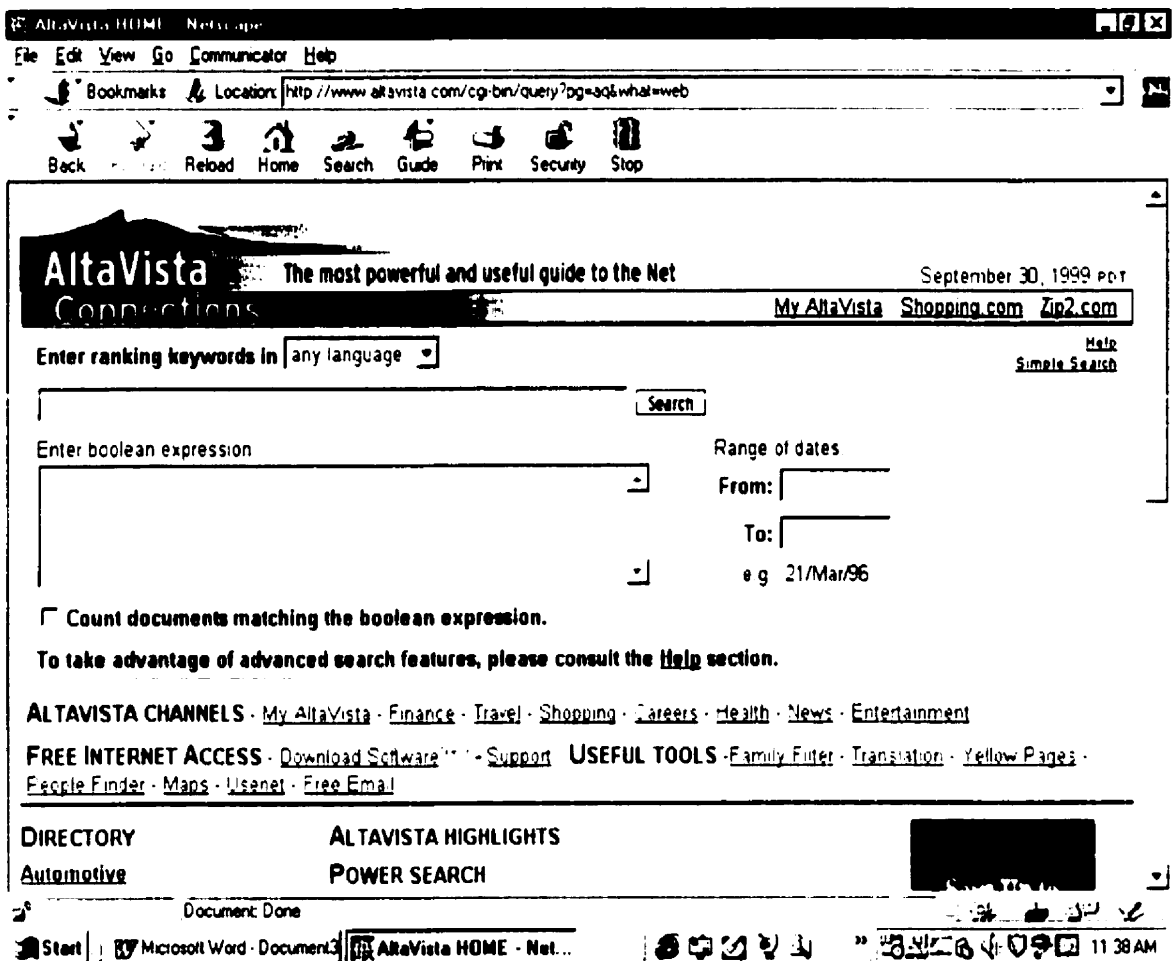 AltaVista HOME - Netscape
File Edit View Go Communicator Help
Bookmarks Location: http://www.altavista.com/cgi-bin/query?pg=aq&what=web
Back Reload Home Search Guide Print Security Stop
AltaVista The most powerful and useful guide to the Net September 30, 1999 PDT
Connections My AltaVista Shopping.com Zip2.com
Enter ranking keywords in any language Help
Simple Search
Search
Enter boolean expression Range of dates
From:
To:
e.g. 21/Mar/96
Count documents matching the boolean expression.
To take advantage of advanced search features, please consult the Help section.
ALTAVISTA CHANNELS - My AltaVista - Finance - Travel - Shopping - Careers - Health - News - Entertainment
FREE INTERNET ACCESS - Download Software - Support USEFUL TOOLS - Family Filter - Translation - Yellow Pages -
People Finder - Maps - Usenet - Free Email
DIRECTORY ALTAVISTA HIGHLIGHTS
Automotive POWER SEARCH
Document: Done
Start Microsoft Word - Document3 AltaVista HOME - Net... 11:38 AM